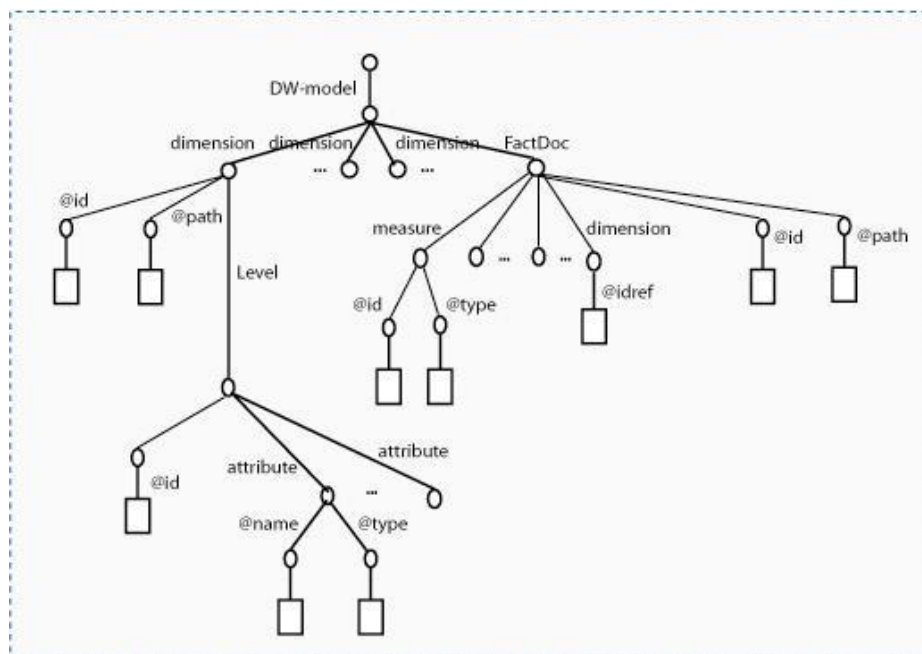 DW-model
dimension dimension dimension FactDoc
... ...
@id @path measure dimension @id @path
Level ... ...
@id @type @idref
attribute attribute
@id ...
@name @type